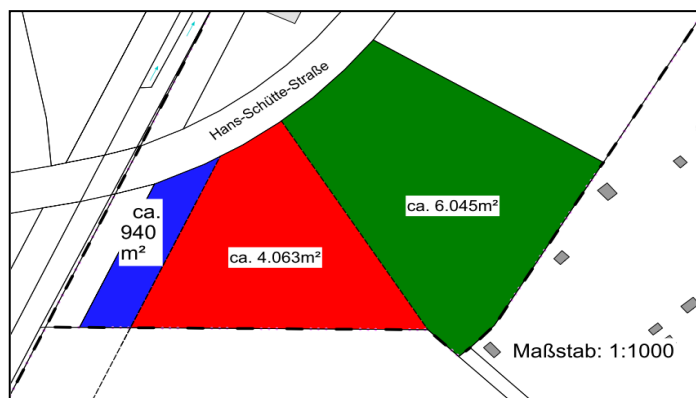 Hans-Schütte-Straße
ca.
940
m²
ca. 6.045m²
ca. 4.063m²
Maßstab: 1:1000